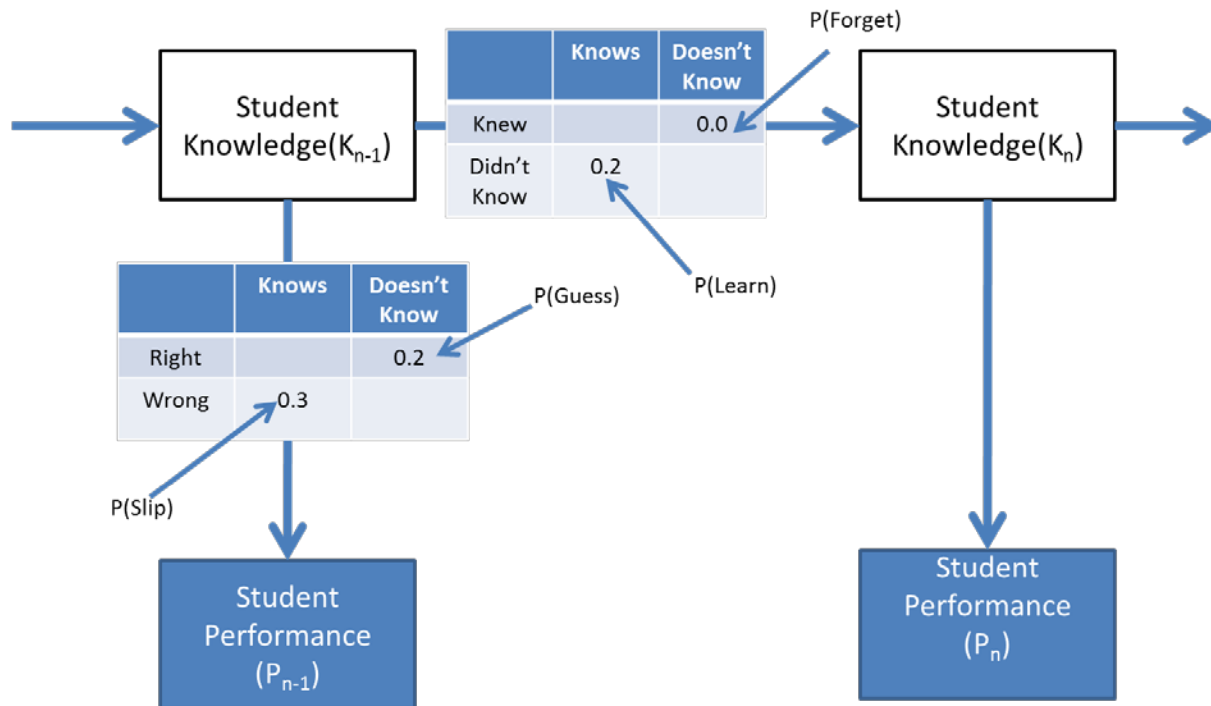 P(Forget)
Knows Doesn't
Know
Knew 0.0
Didn't 0.2
Know
Student
Knowledge(Kn-1)
Student
Knowledge(Kn)
Knows Doesn't
Know
Right 0.2
Wrong 0.3
P(Guess)
P(Learn)
P(Slip)
Student
Performance
(Pn-1)
Student
Performance
(Pn)